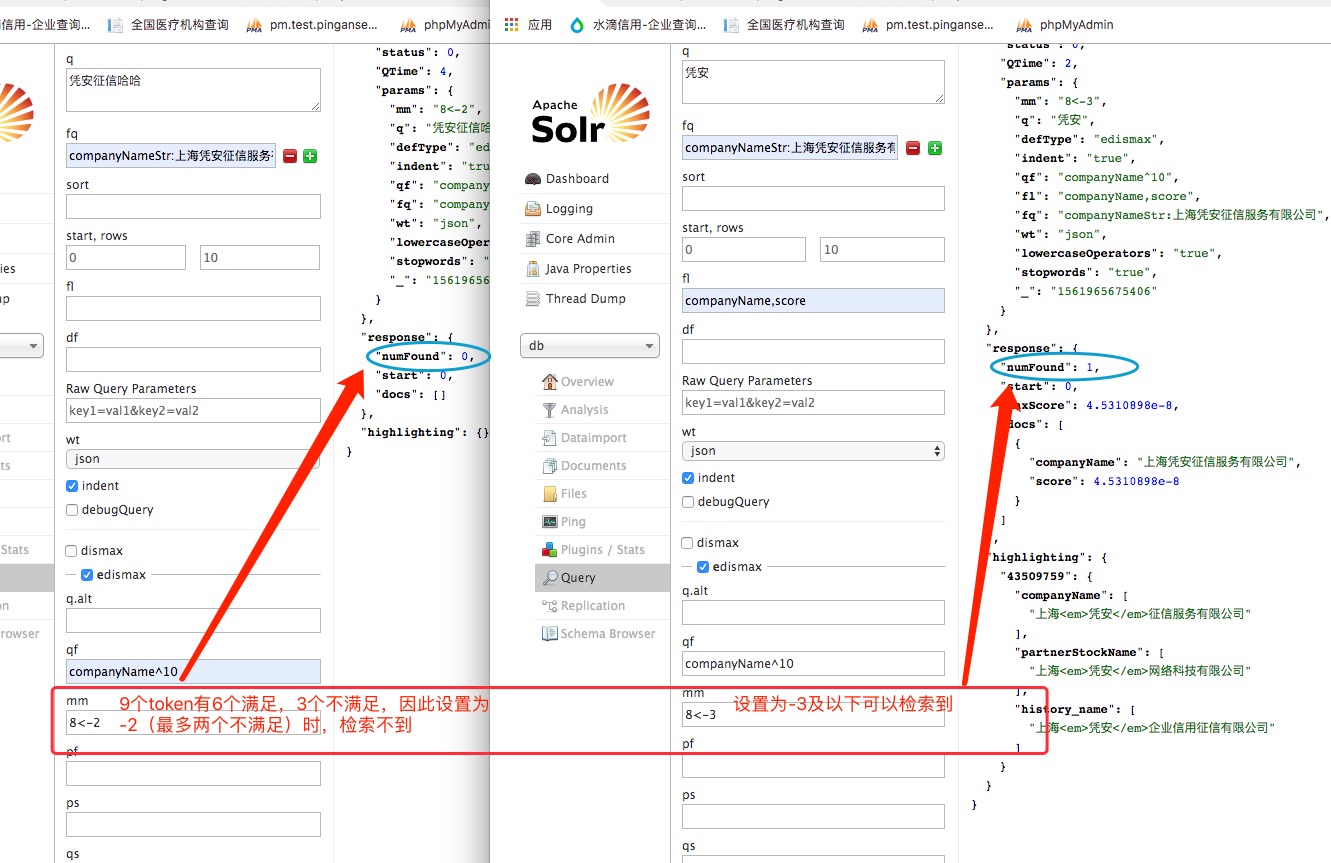 信用-企业查询...
全国医疗机构查询
pm.test.pinganse...
phpMyAdmi
q
凭安征信哈哈
fq
companyNameStr:上海凭安征信服务
sort
start, rows
0
10
fl
df
Raw Query Parameters
key1=val1&key2=val2
wt
json
indent
debugQuery
dismax
edismax
q.alt
qf
companyName^10
mm
8<-2
9个token有6个满足，3个不满足，因此设置为
-2（最多两个不满足）时，检索不到
pf
ps
qs
ies
mp
rt
ts
Stats
on
rowser
"status": 0,
"QTime": 4,
"params": {
"mm": "8<-2",
"q": "凭安征信哈
"defType": "ed
"indent": "tru
"qf": "company
"fq": "company
"wt": "json",
"lowercaseOper
"stopwords": "
"_": "15619656
}
},
"response": {
"numFound": 0,
"start": 0,
"docs": []
},
"highlighting": {}
}
应用
水滴信用-企业查询...
全国医疗机构查询
pm.test.pinganse...
phpMyAdmin
Apache
Solr
Dashboard
Logging
Core Admin
Java Properties
Thread Dump
db
Overview
Analysis
Dataimport
Documents
Files
Ping
Plugins / Stats
Query
Replication
Schema Browser
q
凭安
fq
companyNameStr:上海凭安征信服务有
sort
start, rows
0
10
fl
companyName,score
df
Raw Query Parameters
key1=val1&key2=val2
wt
json
indent
debugQuery
dismax
edismax
q.alt
qf
companyName^10
mm
8<-3
设置为-3及以下可以检索到
pf
ps
qs
"status": 0,
"QTime": 2,
"params": {
"mm": "8<-3",
"q": "凭安",
"defType": "edismax",
"indent": "true",
"qf": "companyName^10",
"fl": "companyName,score",
"fq": "companyNameStr:上海凭安征信服务有限公司",
"wt": "json",
"lowercaseOperators": "true",
"stopwords": "true",
"_": "1561965675406"
}
},
"response": {
"numFound": 1,
"start": 0,
axScore": 4.5310898e-8,
docs": [
{
"companyName": "上海凭安征信服务有限公司",
"score": 4.5310898e-8
}
]
,
"highlighting": {
"43509759": {
"companyName": [
"上海<em>凭安</em>征信服务有限公司"
],
"partnerStockName": [
"上海<em>凭安</em>网络科技有限公司"
],
"history_name": [
"上海<em>凭安</em>企业信用征信有限公司"
]
}
}
}